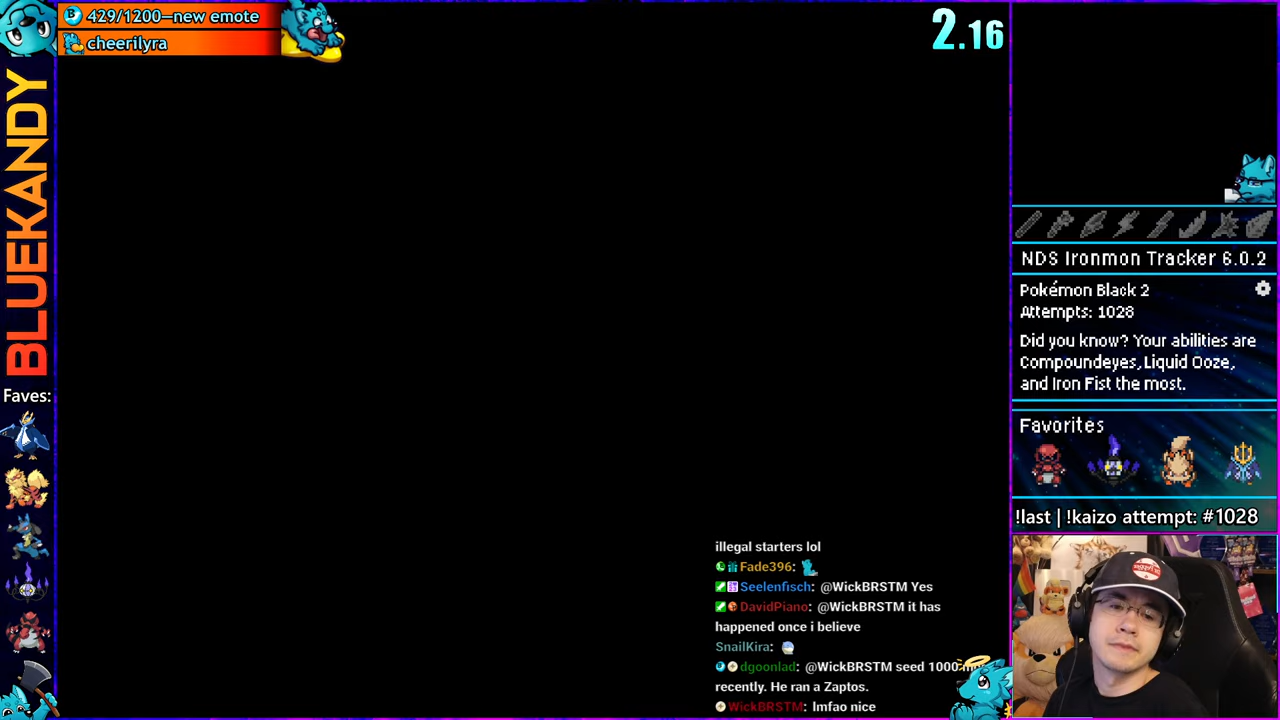 429/1200—new emote
cheerilyra
2.16
BLUEKANDY
Faves:
NDS Ironmon Tracker 6.0.2
Pokémon Black 2
Attempts: 1028
Did you know? Your abilities are
Compoundeyes, Liquid Ooze,
and Iron Fist the most.
Favorites
!last | !kaizo attempt: #1028
illegal starters lol
Fade396:
Seelenfisch: @WickBRSTM Yes
DavidPiano: @WickBRSTM it has
happened once i believe
SnailKira:
dgoonlad: @WickBRSTM seed 1000
recently. He ran a Zaptos.
WickBRSTM: lmfao nice